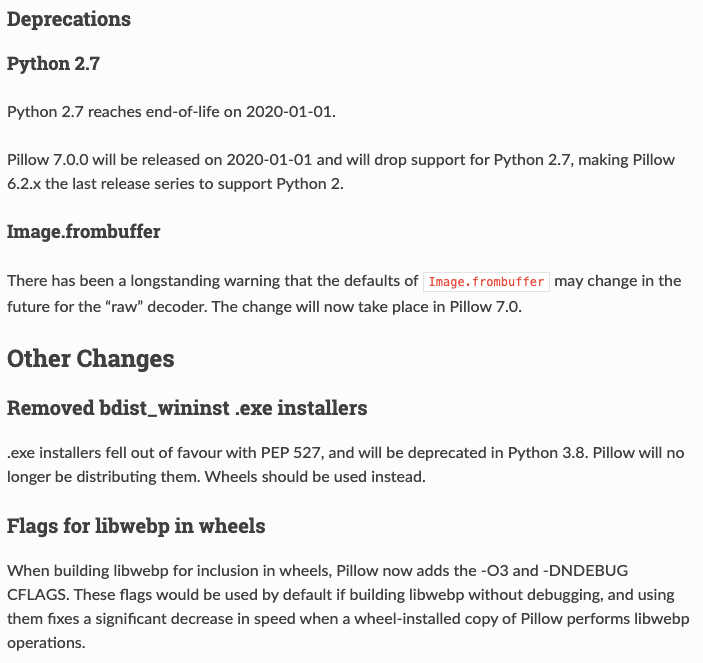 Deprecations
Python 2.7
Python 2.7 reaches end-of-life on 2020-01-01.
Pillow 7.0.0 will be released on 2020-01-01 and will drop support for Python 2.7, making Pillow
6.2.x the last release series to support Python 2.
Image.frombuffer
There has been a longstanding warning that the defaults of Image.frombuffer may change in the
future for the “raw” decoder. The change will now take place in Pillow 7.0.
Other Changes
Removed bdist_wininst .exe installers
.exe installers fell out of favour with PEP 527, and will be deprecated in Python 3.8. Pillow will no
longer be distributing them. Wheels should be used instead.
Flags for libwebp in wheels
When building libwebp for inclusion in wheels, Pillow now adds the -O3 and -DNDEBUG
CFLAGS. These flags would be used by default if building libwebp without debugging, and using
them fixes a significant decrease in speed when a wheel-installed copy of Pillow performs libwebp
operations.